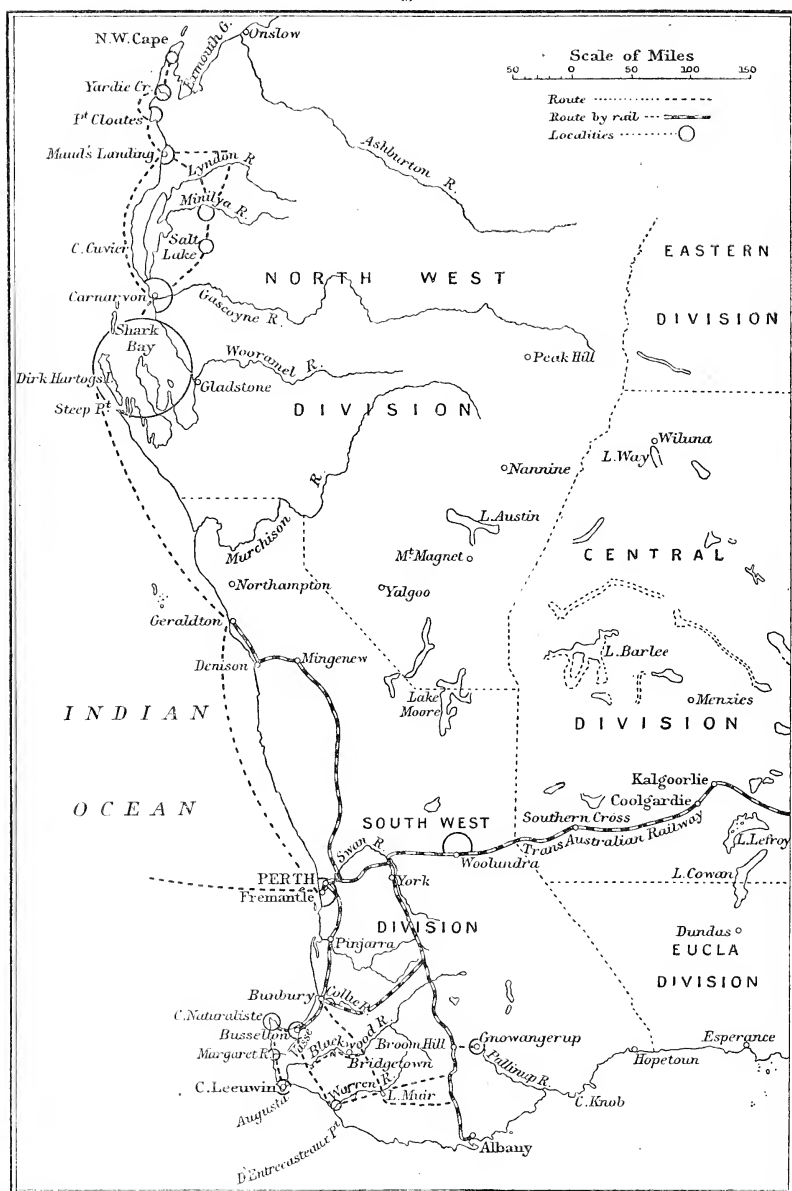 N.W. Cape
Onslow
Exmouth G.
Scale of Miles
50 0 50 100 150
Yardie Cr.
Route
Route by rail
Localities
Pt Cloates
Maud's Landing
Lyndon R.
Ashburton R.
Minilya R.
C. Cuvier
Salt
Lake
EASTERN
NORTH WEST
Carnarvon
Gascoyne R.
DIVISION
Shark
Bay
Wooramel R.
Peak Hill
Dirk Hartogs I.
Gladstone
Steep Pt
DIVISION
Wiluna
L. Way
Nannine
Murchison R.
L. Austin
Mt Magnet
CENTRAL
Northampton
Yalgoo
Geraldton
L. Barlee
Denison
Mingenew
Lake
Moore
Menzies
INDIAN
DIVISION
OCEAN
Kalgoorlie
Coolgardie
Southern Cross
SOUTH WEST
Trans Australian Railway
L. Lefroy
Swan R.
Woolundra
PERTH
York
L. Cowan
Fremantle
DIVISION
Dundas
Pinjarra
EUCLA
DIVISION
Bunbury
Collie R.
C. Naturaliste
Busselton
Vasse
Blackwood R.
Broom Hill
Gnowangerup
Esperance
Margaret R.
Bridgetown
Hopetoun
Pallinup R.
C. Leeuwin
Warren R.
L. Muir
C. Knob
Augusta
Albany
D'Entrecasteaux Pt